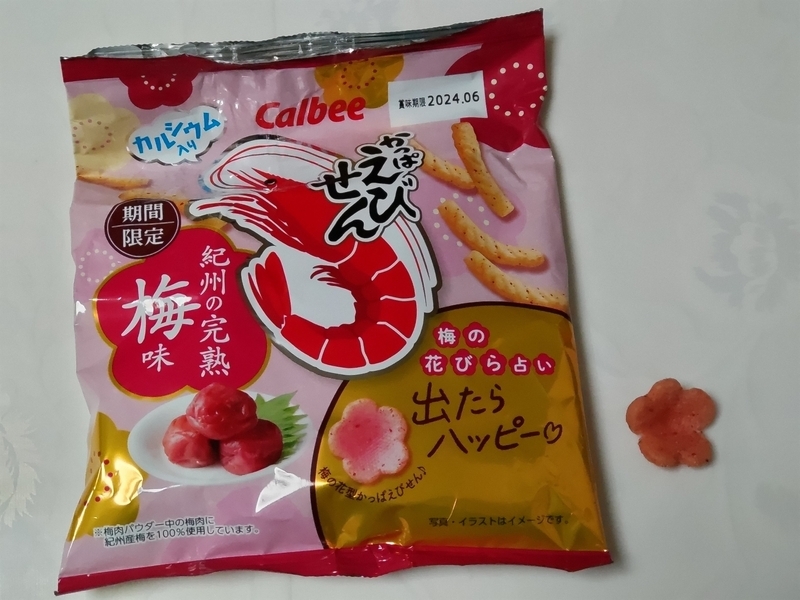 Calbee
賞味期限 2024.06
カルシウム
入り
かっぱ
えび
せん
期間
限定
紀州の完熟
梅
味
梅の
花びら占い
出たら
ハッピー♡
梅の花型かっぱえびせん♪
※梅肉パウダー中の梅肉に
紀州産梅を100%使用しています。
写真・イラストはイメージです。